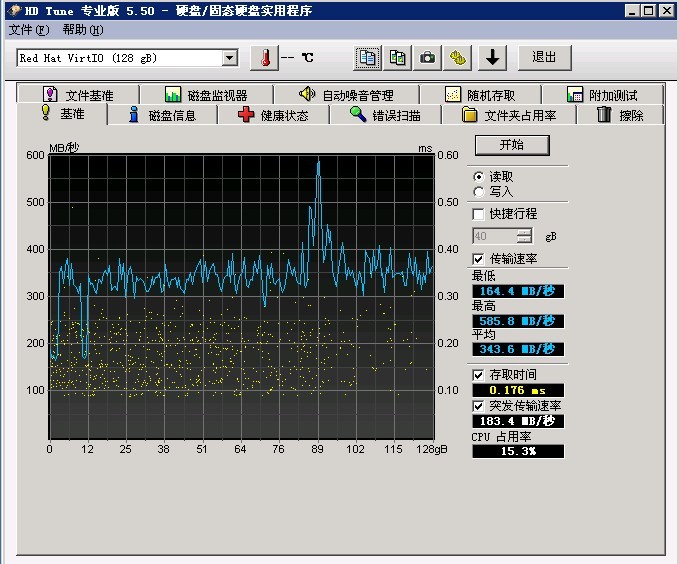 HD Tune 专业版 5.50 - 硬盘/固态硬盘实用程序
文件(F) 帮助(H)
Red Hat VirtIO (128 gB)
-- ℃
退出
文件基准 磁盘监视器 自动噪音管理 随机存取 附加测试
基准 磁盘信息 健康状态 错误扫描 文件夹占用率 擦除
开始
读取
写入
快捷行程
40 gB
传输速率
最低
164.4 MB/秒
最高
585.8 MB/秒
平均
343.6 MB/秒
存取时间
0.176 ms
突发传输速率
183.4 MB/秒
CPU 占用率
15.3%
MB/秒 ms
600 0.60
500 0.50
400 0.40
300 0.30
200 0.20
100 0.10
0 12 25 38 51 64 76 89 102 115 128gB